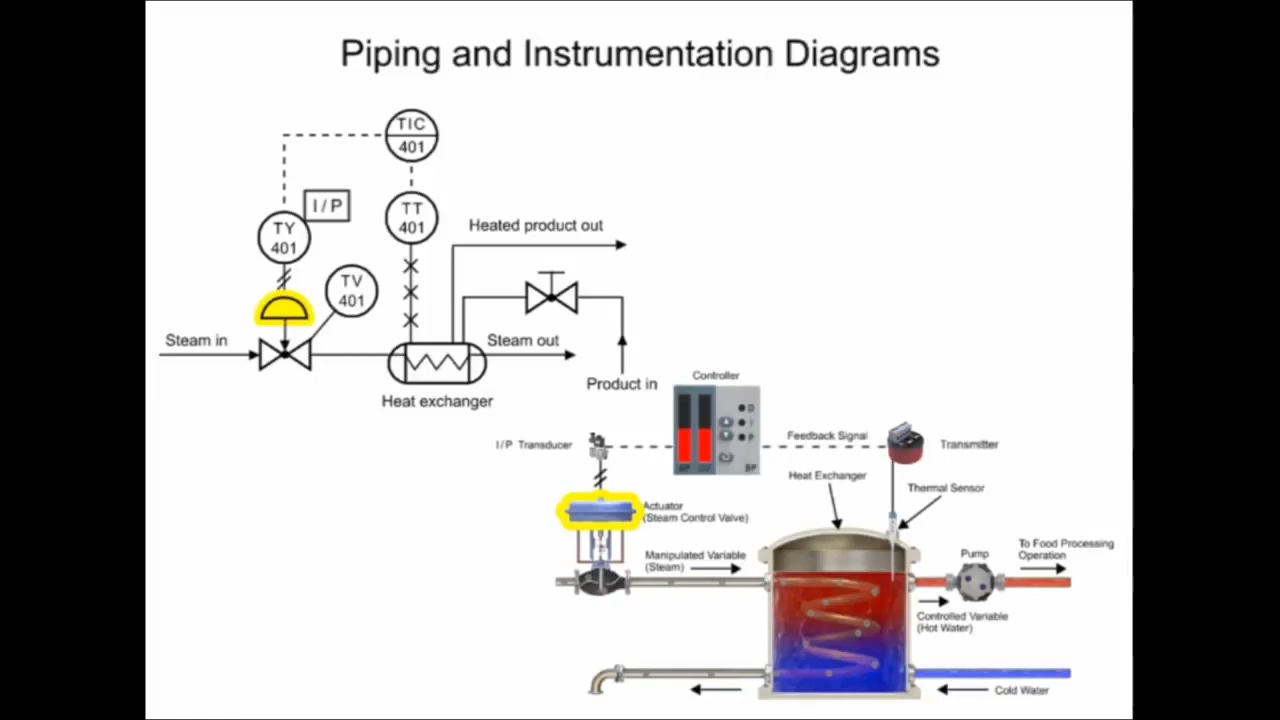 Piping and Instrumentation Diagrams
TIC
401
TT
401
I / P
TY
401
TV
401
Heated product out
Steam in
Steam out
Product in
Heat exchanger
Controller
D
I
P
I / P Transducer
Feedback Signal
Transmitter
Heat Exchanger
Thermal Sensor
Actuator
(Steam Control Valve)
Manipulated Variable
(Steam)
Pump
To Food Processing
Operation
Controlled Variable
(Hot Water)
Cold Water